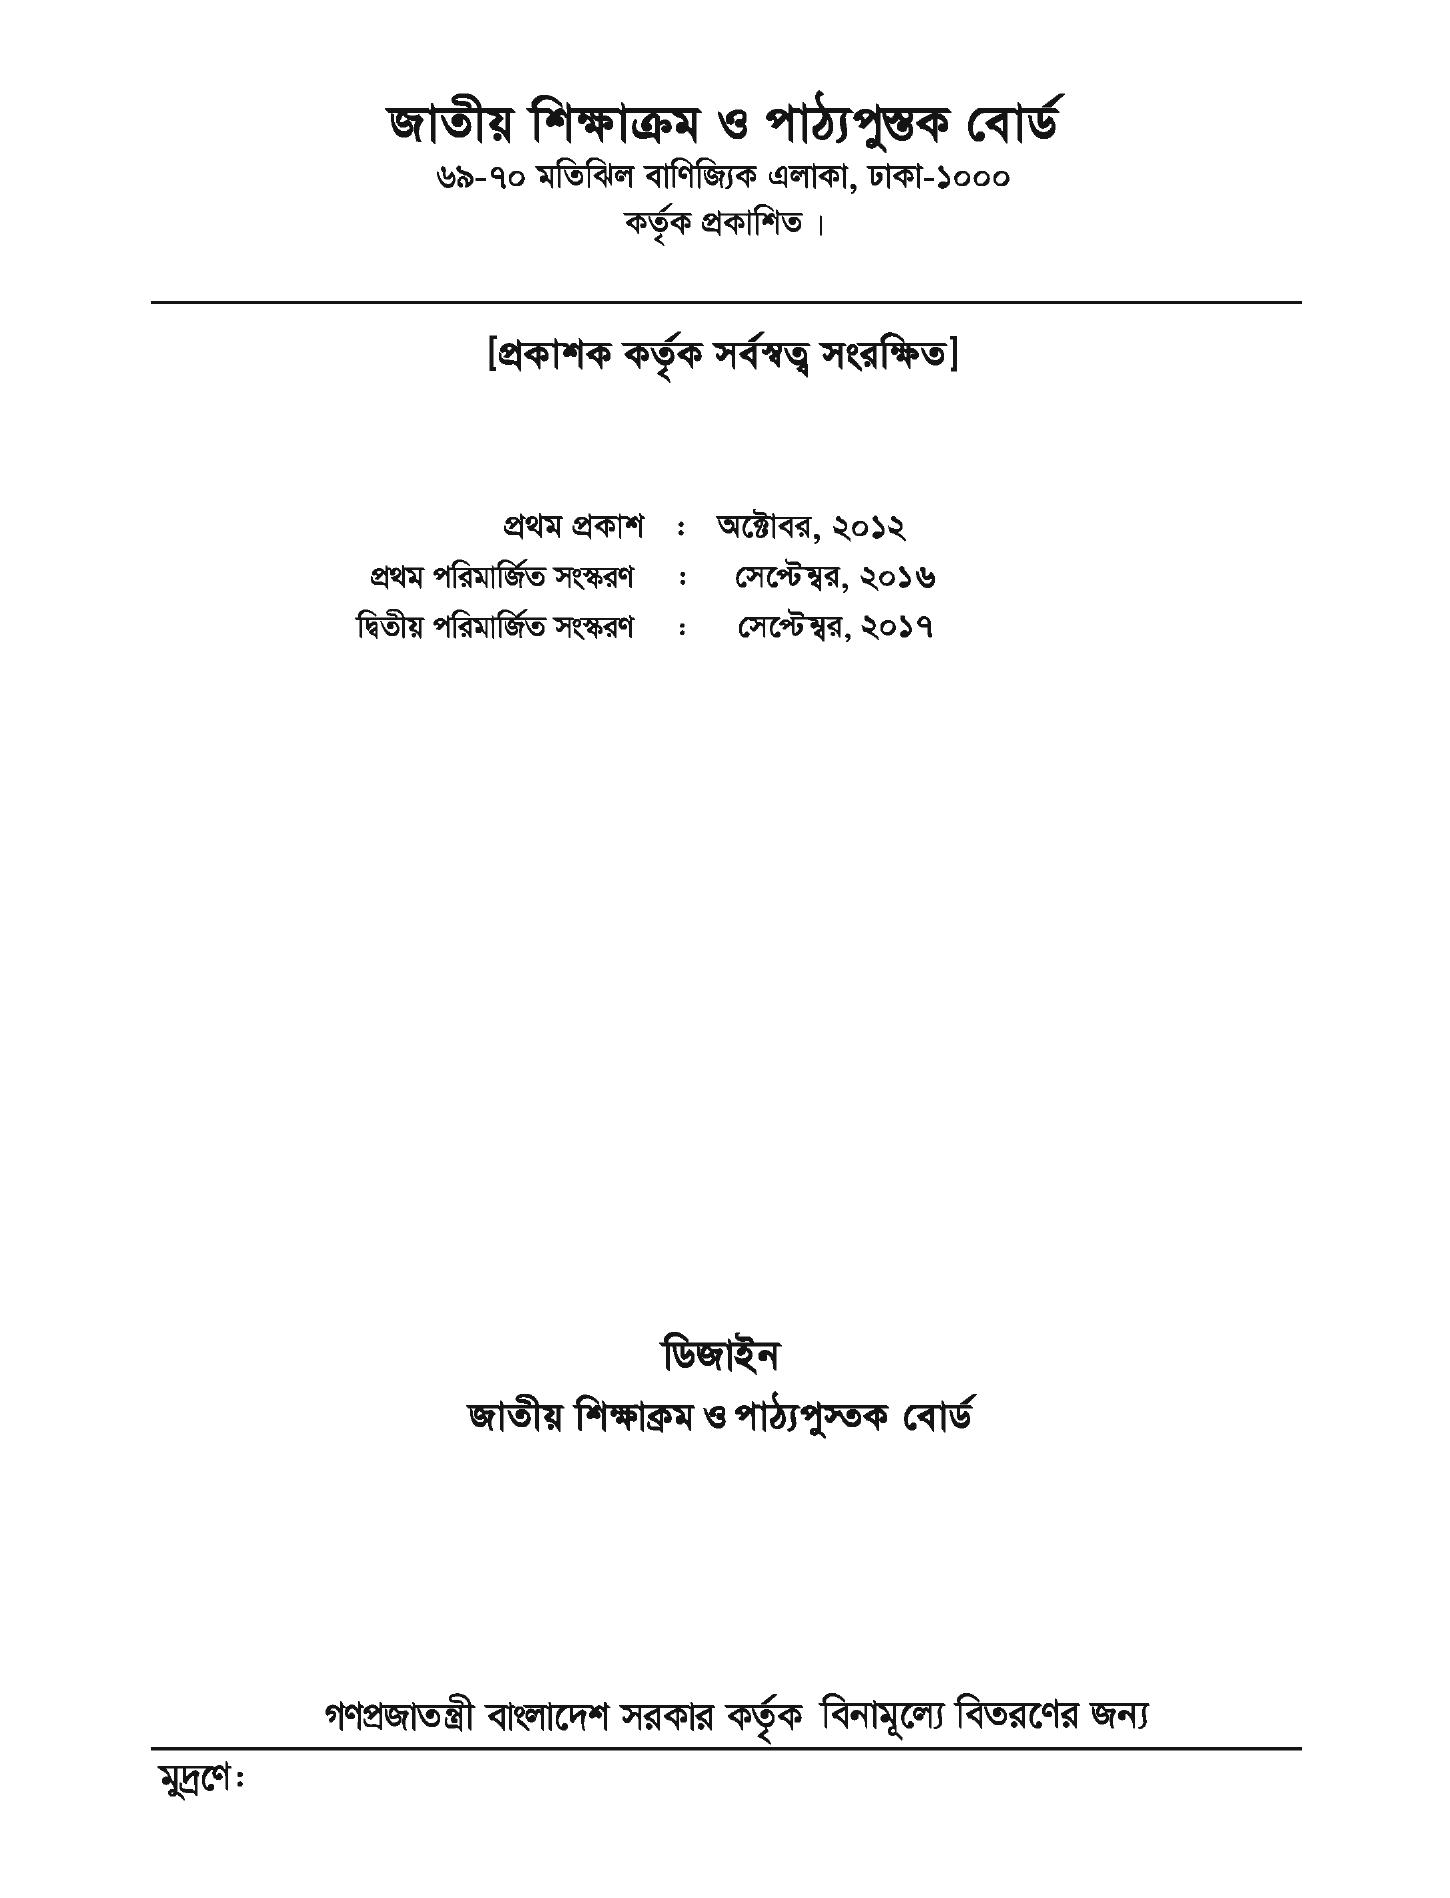 জাতীয় শিক্ষাক্রম ও পাঠ্যপুস্তক বোর্ড
৬৯-৭০ মতিঝিল বাণিজ্যিক এলাকা, ঢাকা-১০০০
কর্তৃক প্রকাশিত ।
[প্রকাশক কর্তৃক সর্বস্বত্ব সংরক্ষিত]
প্রথম প্রকাশ : অক্টোবর, ২০১২
প্রথম পরিমার্জিত সংস্করণ : সেপ্টেম্বর, ২০১৬
দ্বিতীয় পরিমার্জিত সংস্করণ : সেপ্টেম্বর, ২০১৭
ডিজাইন
জাতীয় শিক্ষাক্রম ও পাঠ্যপুস্তক বোর্ড
গণপ্রজাতন্ত্রী বাংলাদেশ সরকার কর্তৃক বিনামূল্যে বিতরণের জন্য
মুদ্রণে: